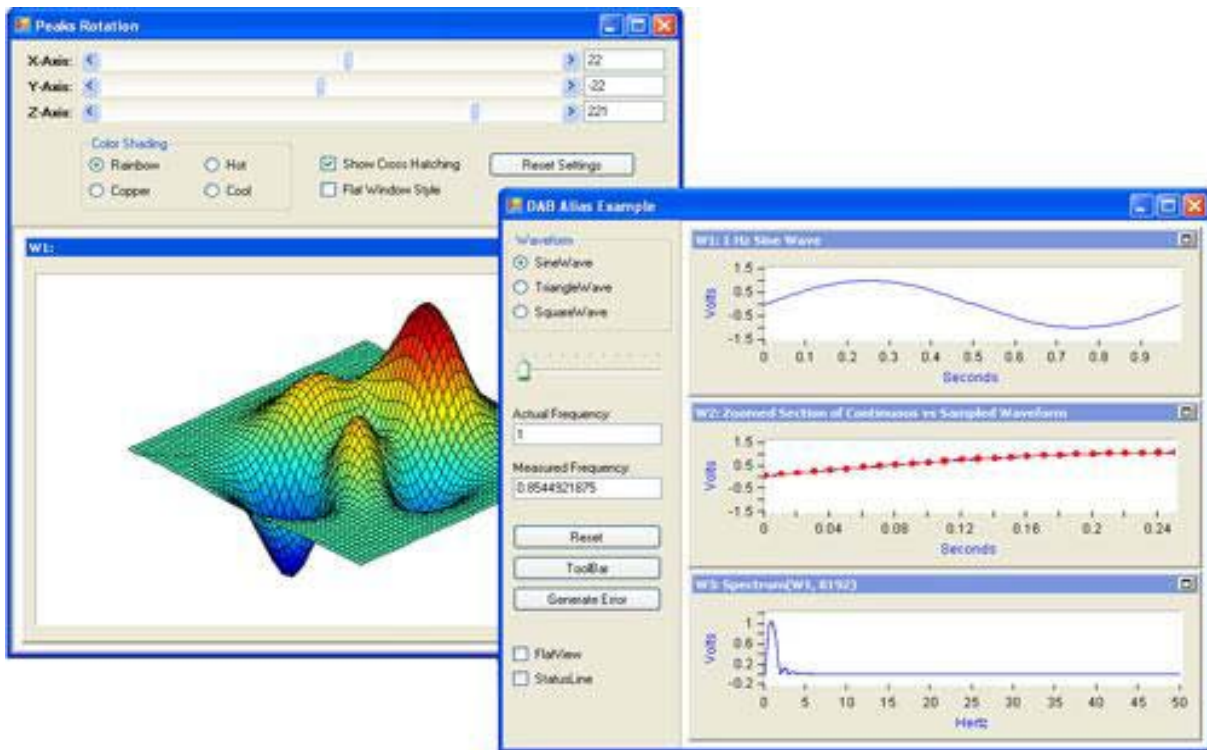 Peaks Rotation
X-Axis: 22
Y-Axis: -22
Z-Axis: 221
Color Shading
Rainbow Hot
Copper Cool
Show Cross Hatching
Flat Window Style
Reset Settings
W1:
DAB Alias Example
Waveform
SineWave
TriangleWave
SquareWave
Actual Frequency
1
Measured Frequency
0.8544921875
Reset
ToolBar
Generate Error
FlatView
StatusLine
W1: 1 Hz Sine Wave
Volts
1.5
0.5
-0.5
-1.5
0 0.1 0.2 0.3 0.4 0.5 0.6 0.7 0.8 0.9
Seconds
W2: Zoomed Section of Continuous vs Sampled Waveform
Volts
1.5
0.5
-0.5
-1.5
0 0.04 0.08 0.12 0.16 0.2 0.24
Seconds
W3: Spectrum(W1, 8192)
Volts
1
0.6
0.2
-0.2
0 5 10 15 20 25 30 35 40 45 50
Hertz